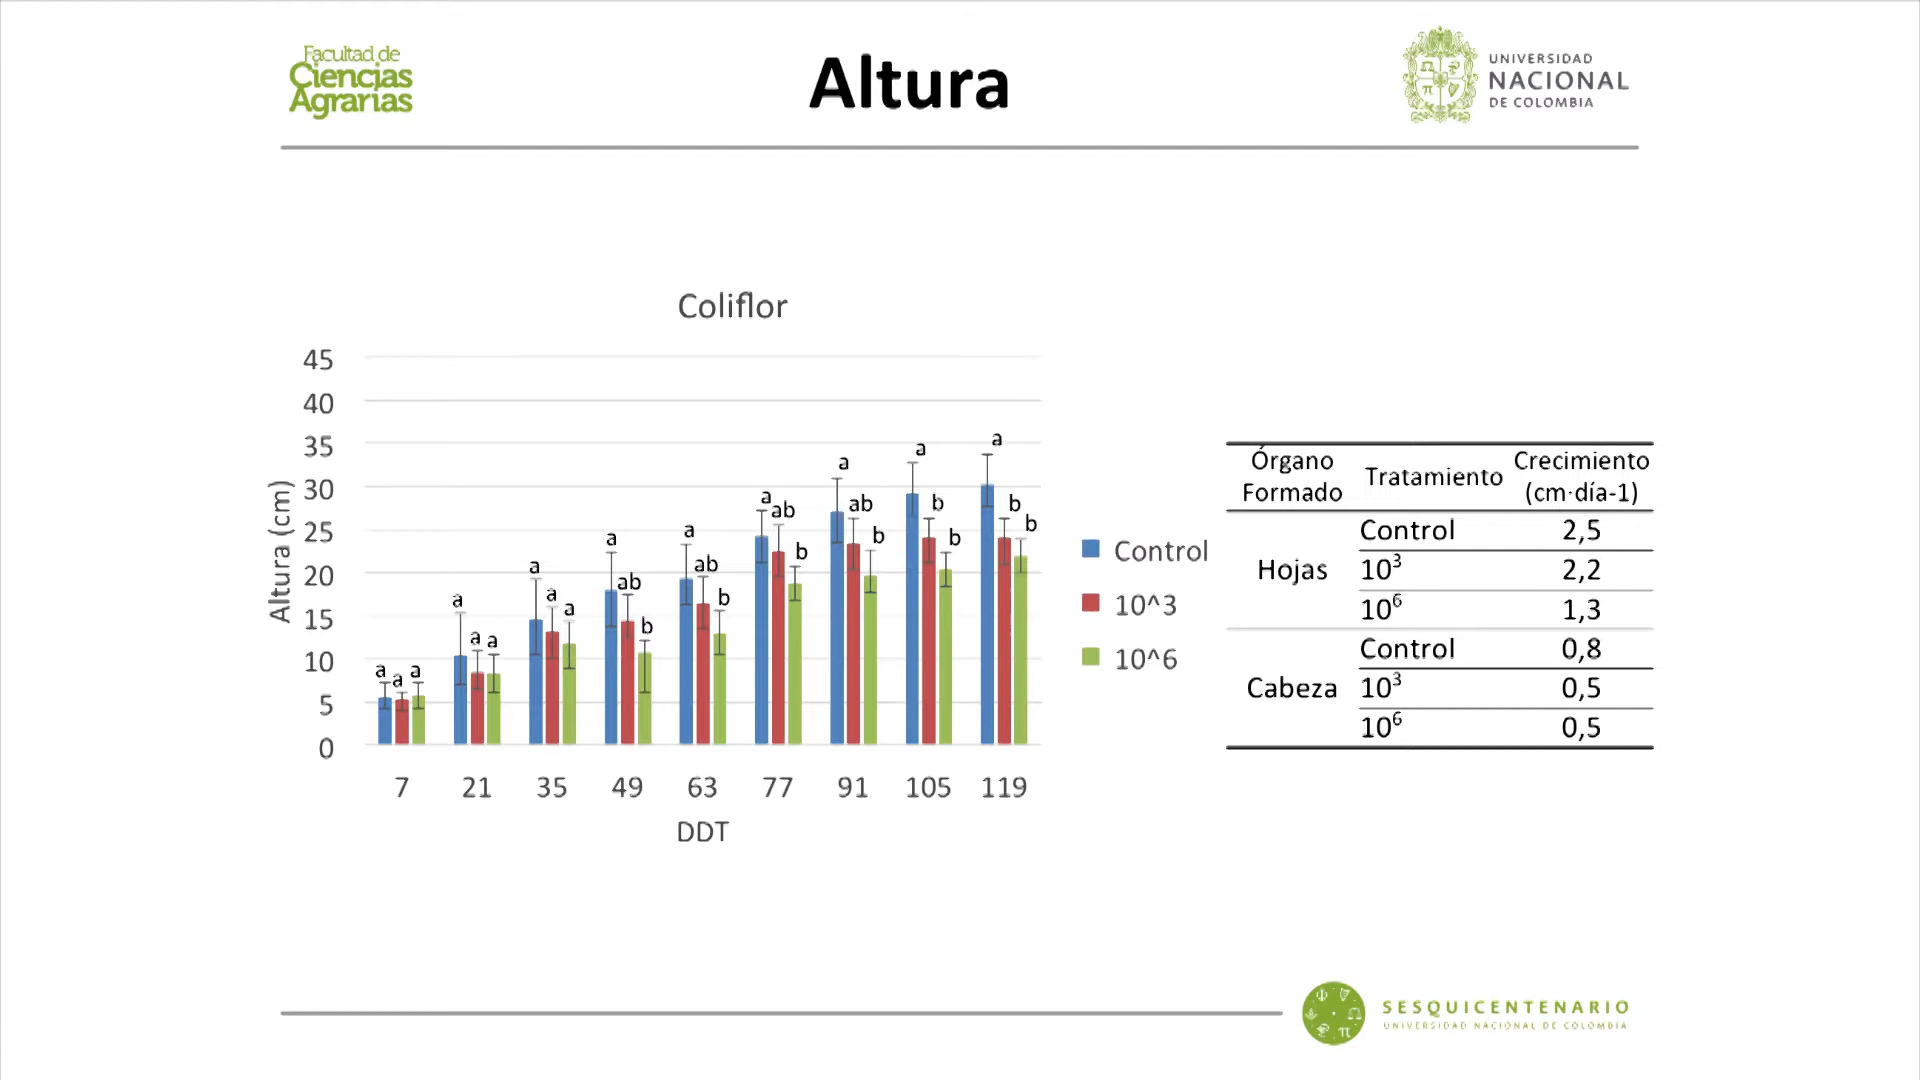 Facultad de
Ciencias
Agrarias
Altura
UNIVERSIDAD
NACIONAL
DE COLOMBIA
Coliflor
Altura (cm)
45
40
35
30
25
20
15
10
5
0
a a a
a a a
a a a
a ab b
a ab b
a ab b
a ab b
a b b
a b b
7 21 35 49 63 77 91 105 119
DDT
Control
10^3
10^6
Órgano Formado Tratamiento Crecimiento (cm·día-1)
Hojas
Control 2,5
10³ 2,2
10⁶ 1,3
Cabeza
Control 0,8
10³ 0,5
10⁶ 0,5
SESQUICENTENARIO
UNIVERSIDAD NACIONAL DE COLOMBIA